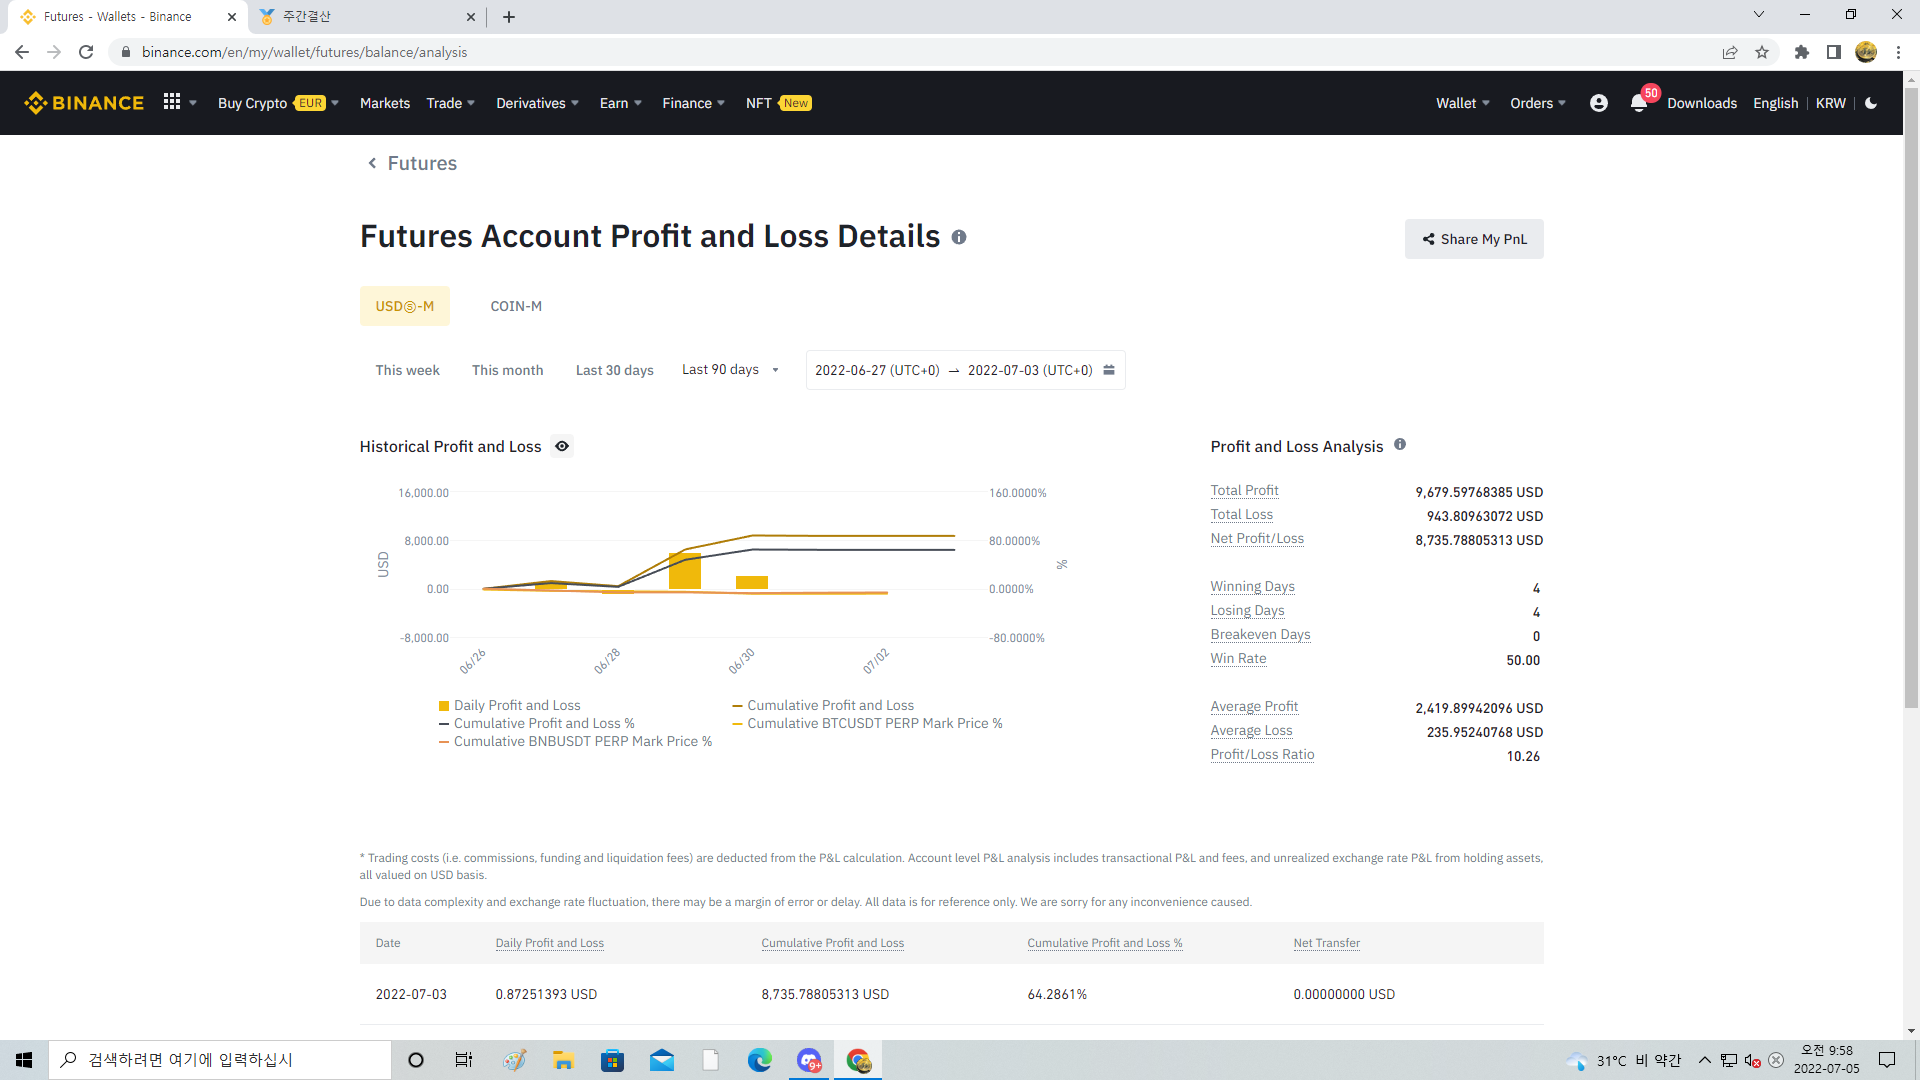 Futures - Wallets - Binance
주간결산
binance.com/en/my/wallet/futures/balance/analysis
BINANCE
Buy Crypto EUR
Markets
Trade
Derivatives
Earn
Finance
NFT New
Wallet
Orders
50
Downloads
English
KRW
Futures
Futures Account Profit and Loss Details
Share My PnL
USDⓈ-M
COIN-M
This week
This month
Last 30 days
Last 90 days
2022-06-27 (UTC+0) → 2022-07-03 (UTC+0)
Historical Profit and Loss
16,000.00
8,000.00
0.00
-8,000.00
USD
160.0000%
80.0000%
0.0000%
-80.0000%
%
06/26
06/28
06/30
07/02
Daily Profit and Loss
Cumulative Profit and Loss
Cumulative Profit and Loss %
Cumulative BTCUSDT PERP Mark Price %
Cumulative BNBUSDT PERP Mark Price %
Profit and Loss Analysis
Total Profit 9,679.59768385 USD
Total Loss 943.80963072 USD
Net Profit/Loss 8,735.78805313 USD
Winning Days 4
Losing Days 4
Breakeven Days 0
Win Rate 50.00
Average Profit 2,419.89942096 USD
Average Loss 235.95240768 USD
Profit/Loss Ratio 10.26
* Trading costs (i.e. commissions, funding and liquidation fees) are deducted from the P&L calculation. Account level P&L analysis includes transactional P&L and fees, and unrealized exchange rate P&L from holding assets,
all valued on USD basis.
Due to data complexity and exchange rate fluctuation, there may be a margin of error or delay. All data is for reference only. We are sorry for any inconvenience caused.
Date Daily Profit and Loss Cumulative Profit and Loss Cumulative Profit and Loss % Net Transfer
2022-07-03 0.87251393 USD 8,735.78805313 USD 64.2861% 0.00000000 USD
검색하려면 여기에 입력하십시
9+
31°C 비 약간
오전 9:58
2022-07-05